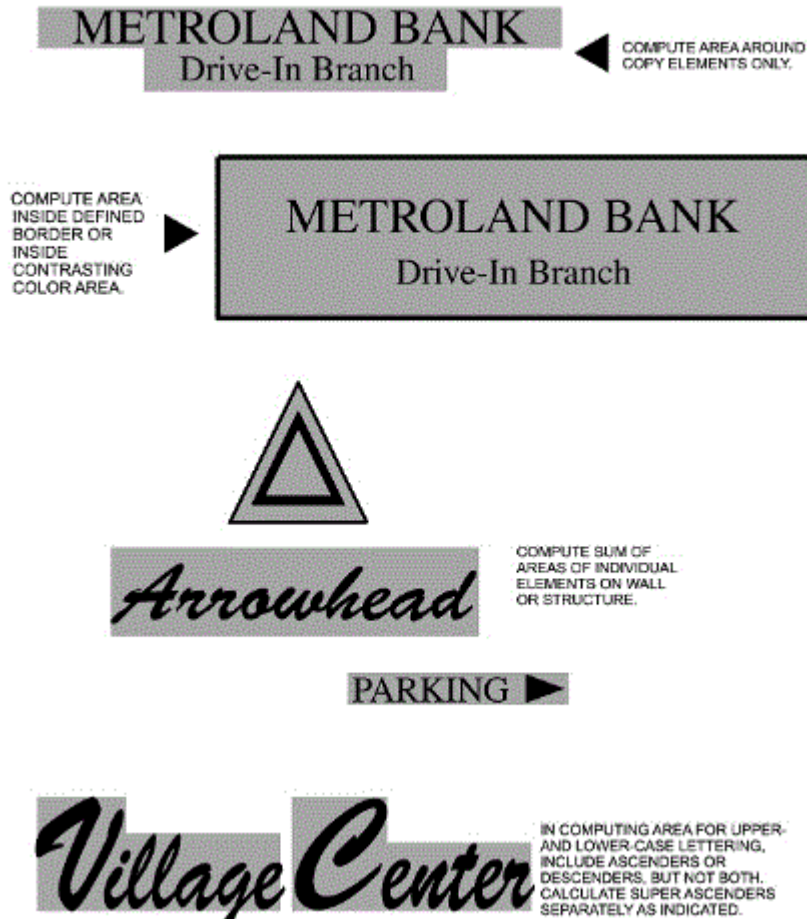 METROLAND BANK
Drive-In Branch
COMPUTE AREA AROUND
COPY ELEMENTS ONLY.
COMPUTE AREA
INSIDE DEFINED
BORDER OR
INSIDE
CONTRASTING
COLOR AREA.
METROLAND BANK
Drive-In Branch
Arrowhead
COMPUTE SUM OF
AREAS OF INDIVIDUAL
ELEMENTS ON WALL
OR STRUCTURE.
PARKING
Village Center
IN COMPUTING AREA FOR UPPER-
AND LOWER-CASE LETTERING,
INCLUDE ASCENDERS OR
DESCENDERS, BUT NOT BOTH.
CALCULATE SUPER ASCENDERS
SEPARATELY AS INDICATED.